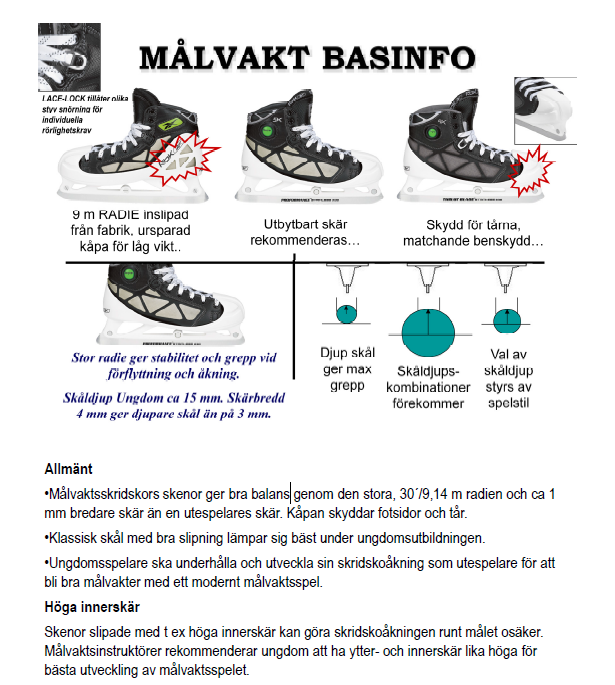 MÅLVAKT BASINFO
LACE-LOCK tillåter olika
styv snörning för
individuella
rörlighetskrav
9 m RADIE inslipad
från fabrik, ursparad
kåpa för låg vikt..
Utbytbart skär
rekommenderas…
Skydd för tårna,
matchande benskydd…
Stor radie ger stabilitet och grepp vid
förflyttning och åkning.
Skåldjup Ungdom ca 15 mm. Skärbredd
4 mm ger djupare skål än på 3 mm.
Djup skål
ger max
grepp
Skåldjups-
kombinationer
förekommer
Val av
skåldjup
styrs av
spelstil
Allmänt
•Målvaktsskridskors skenor ger bra balans genom den stora, 30´/9,14 m radien och ca 1
mm bredare skär än en utespelares skär. Kåpan skyddar fotsidor och tår.
•Klassisk skål med bra slipning lämpar sig bäst under ungdomsutbildningen.
•Ungdomsspelare ska underhålla och utveckla sin skridskoåkning som utespelare för att
bli bra målvakter med ett modernt målvaktsspel.
Höga innerskär
Skenor slipade med t ex höga innerskär kan göra skridskoåkningen runt målet osäker.
Målvaktsinstruktörer rekommenderar ungdom att ha ytter- och innerskär lika höga för
bästa utveckling av målvaktsspelet.